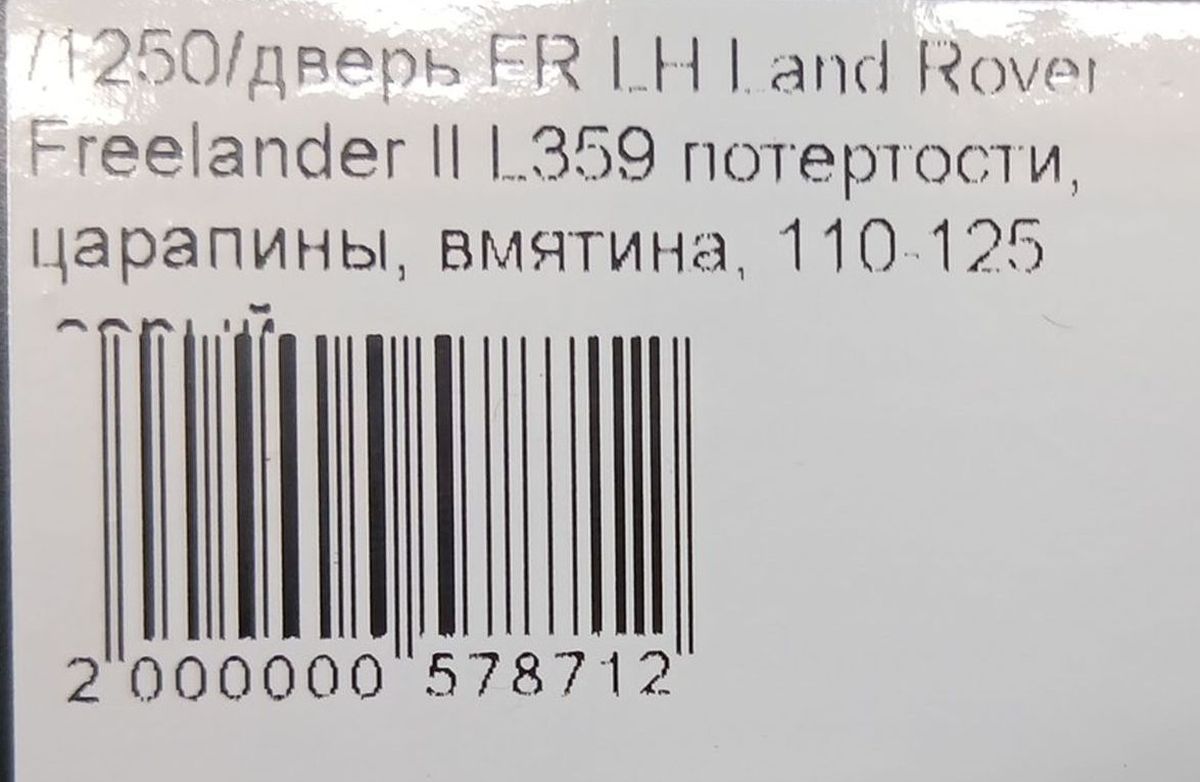 /1250/дверь FR LH Land Rover
Freelander II L359 потертости,
царапины, вмятина, 110-125
2 000000 578712